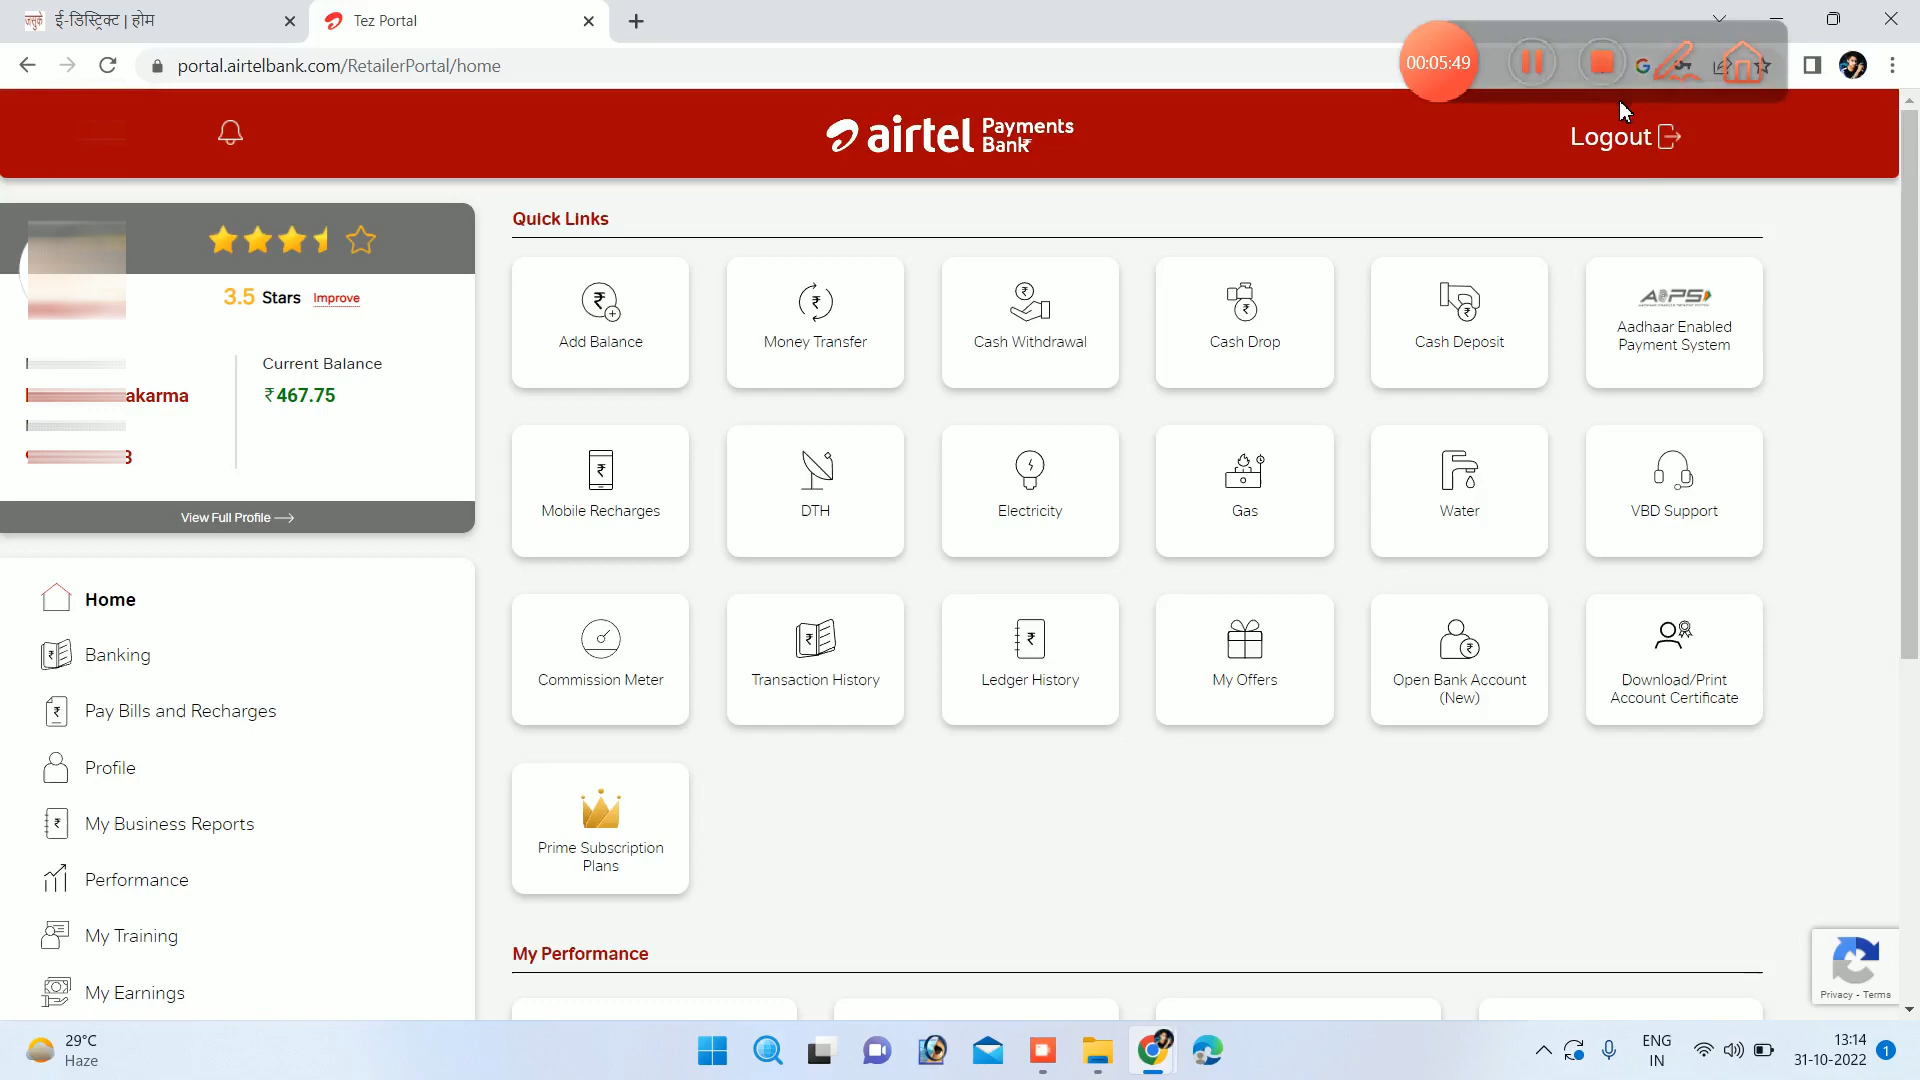 ई-डिस्ट्रिक्ट | होम
Tez Portal
portal.airtelbank.com/RetailerPortal/home
00:05:49
airtel Payments Bank
Logout
3.5 Stars Improve
Current Balance
akarma
₹467.75
3
View Full Profile
Home
Banking
Pay Bills and Recharges
Profile
My Business Reports
Performance
My Training
My Earnings
Quick Links
Add Balance
Money Transfer
Cash Withdrawal
Cash Drop
Cash Deposit
AePS
Aadhaar Enabled
Payment System
Mobile Recharges
DTH
Electricity
Gas
Water
VBD Support
Commission Meter
Transaction History
Ledger History
My Offers
Open Bank Account
(New)
Download/Print
Account Certificate
Prime Subscription
Plans
My Performance
Privacy - Terms
29°C
Haze
ENG
IN
13:14
31-10-2022
1